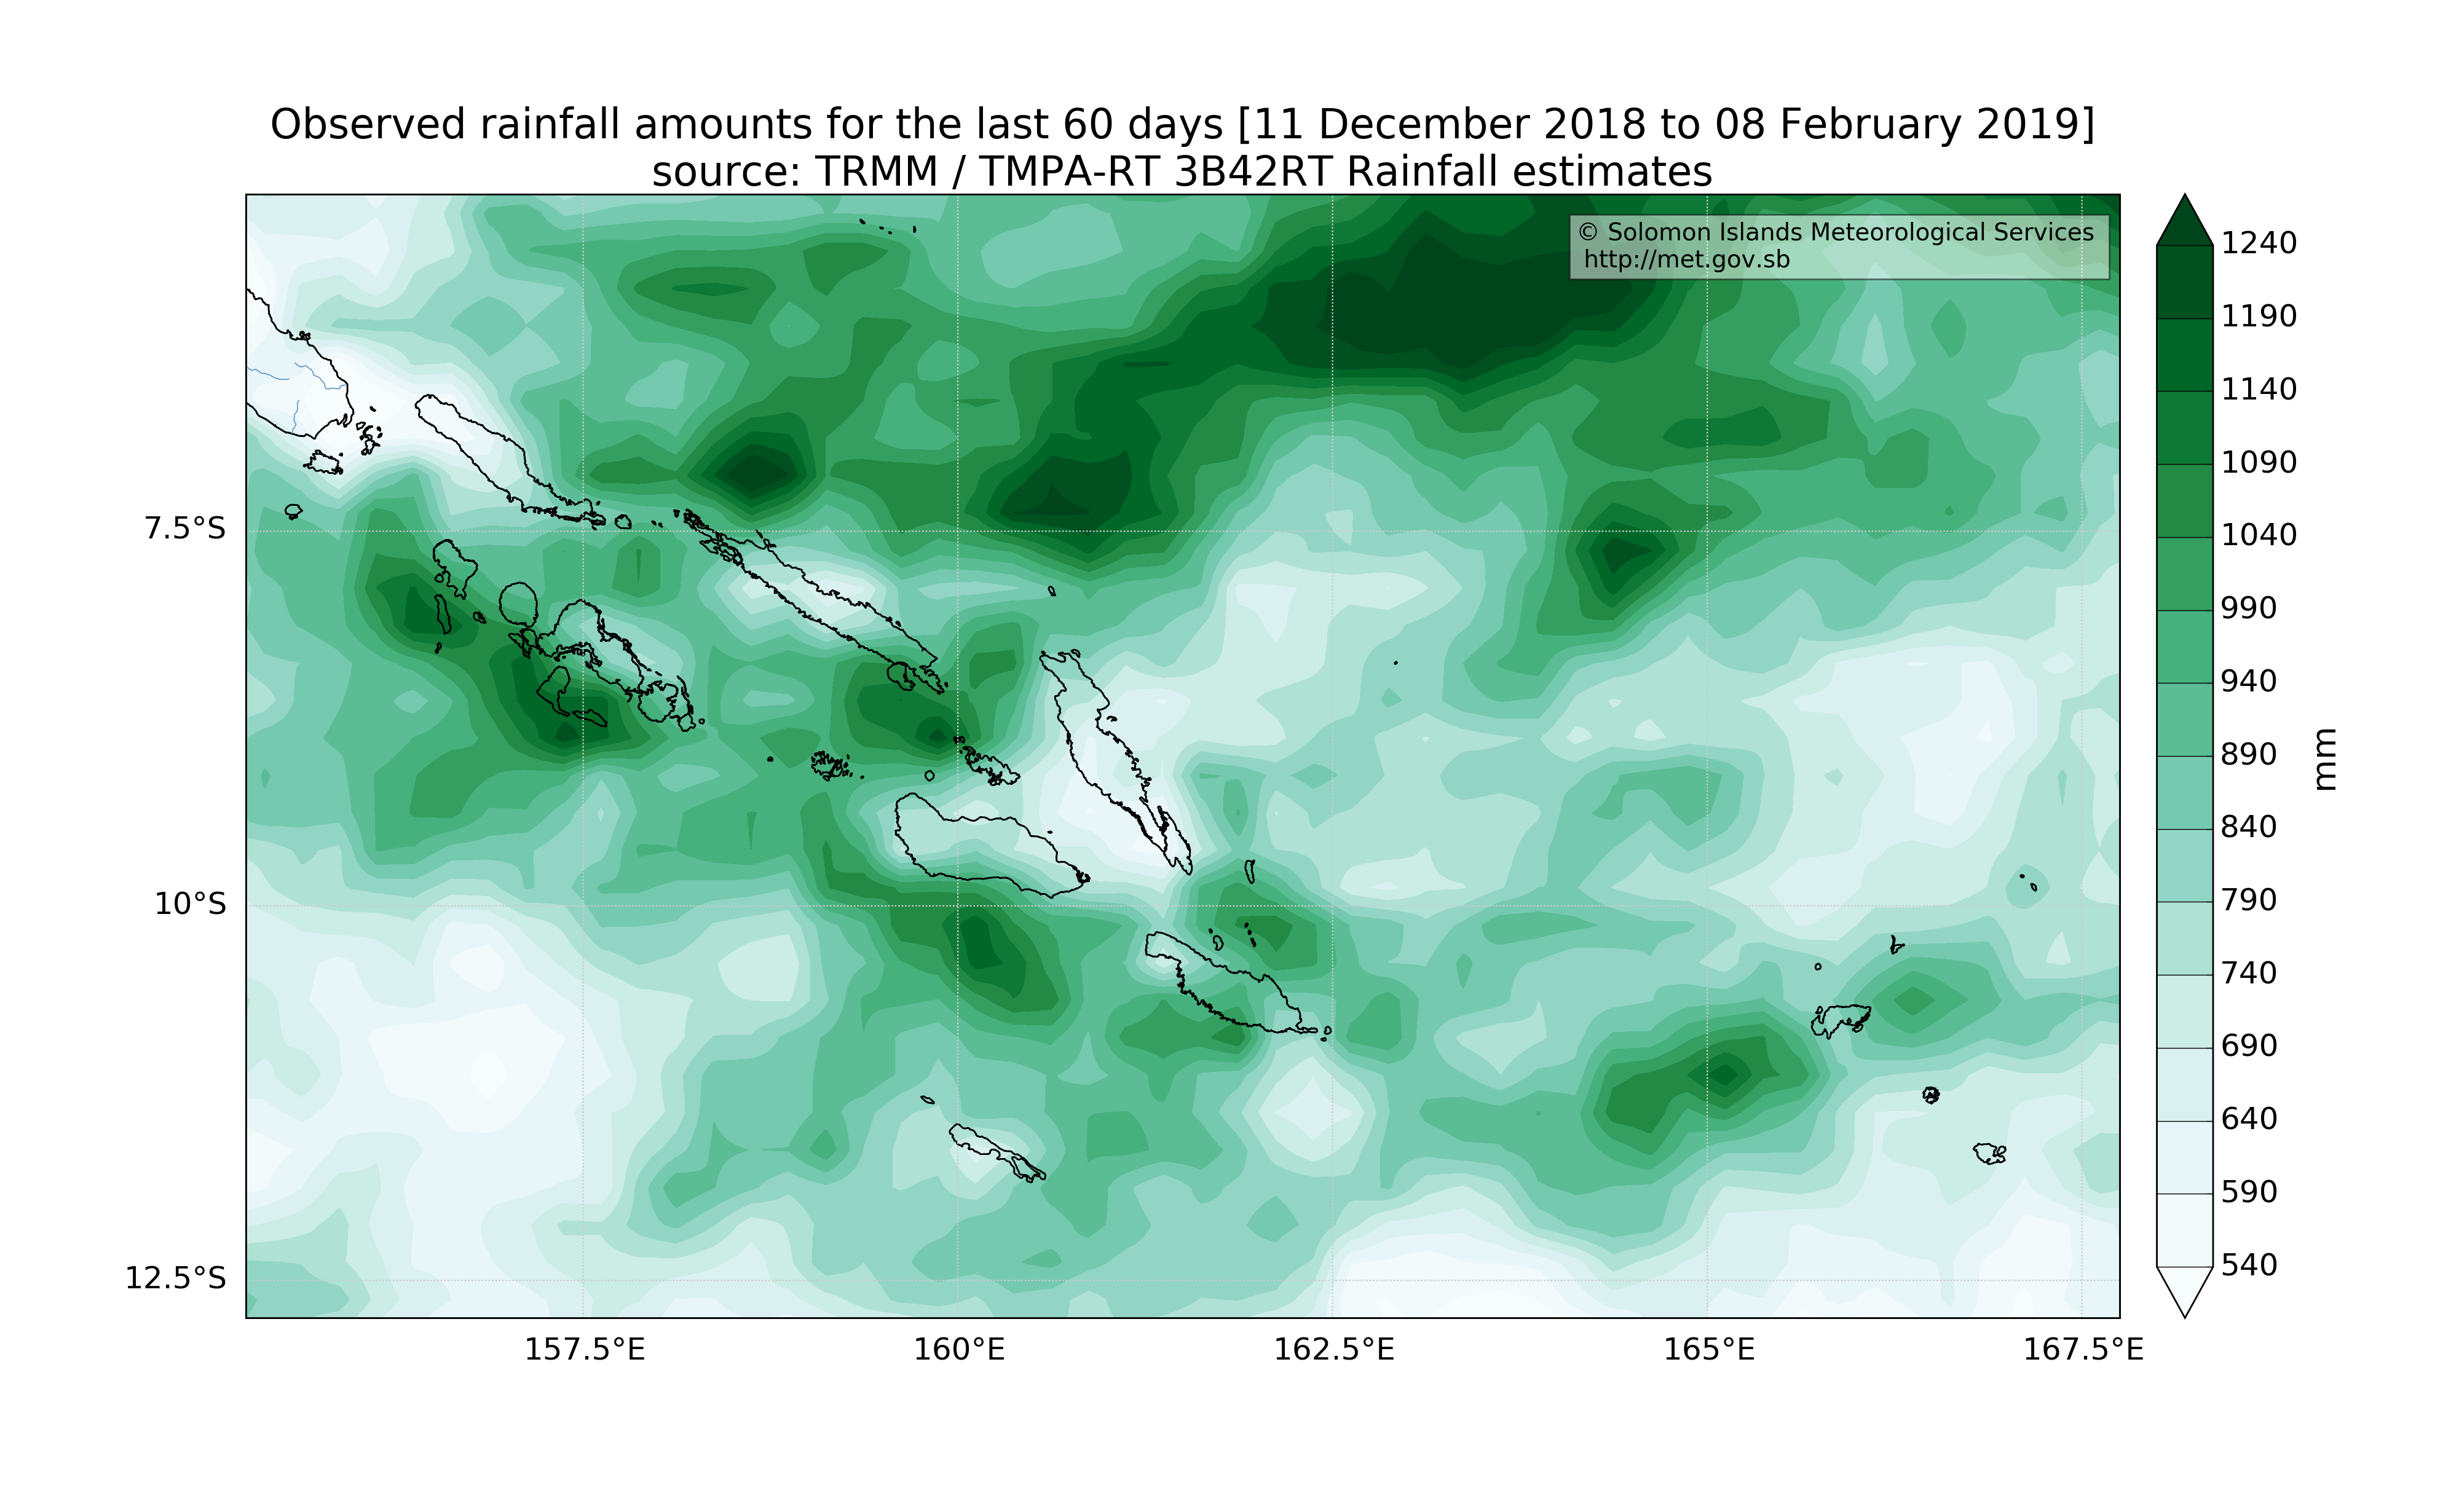 Observed rainfall amounts for the last 60 days [11 December 2018 to 08 February 2019]
source: TRMM / TMPA-RT 3B42RT Rainfall estimates
© Solomon Islands Meteorological Services
http://met.gov.sb
7.5°S
10°S
12.5°S
157.5°E
160°E
162.5°E
165°E
167.5°E
1240
1190
1140
1090
1040
990
940
890
840
790
740
690
640
590
540
mm